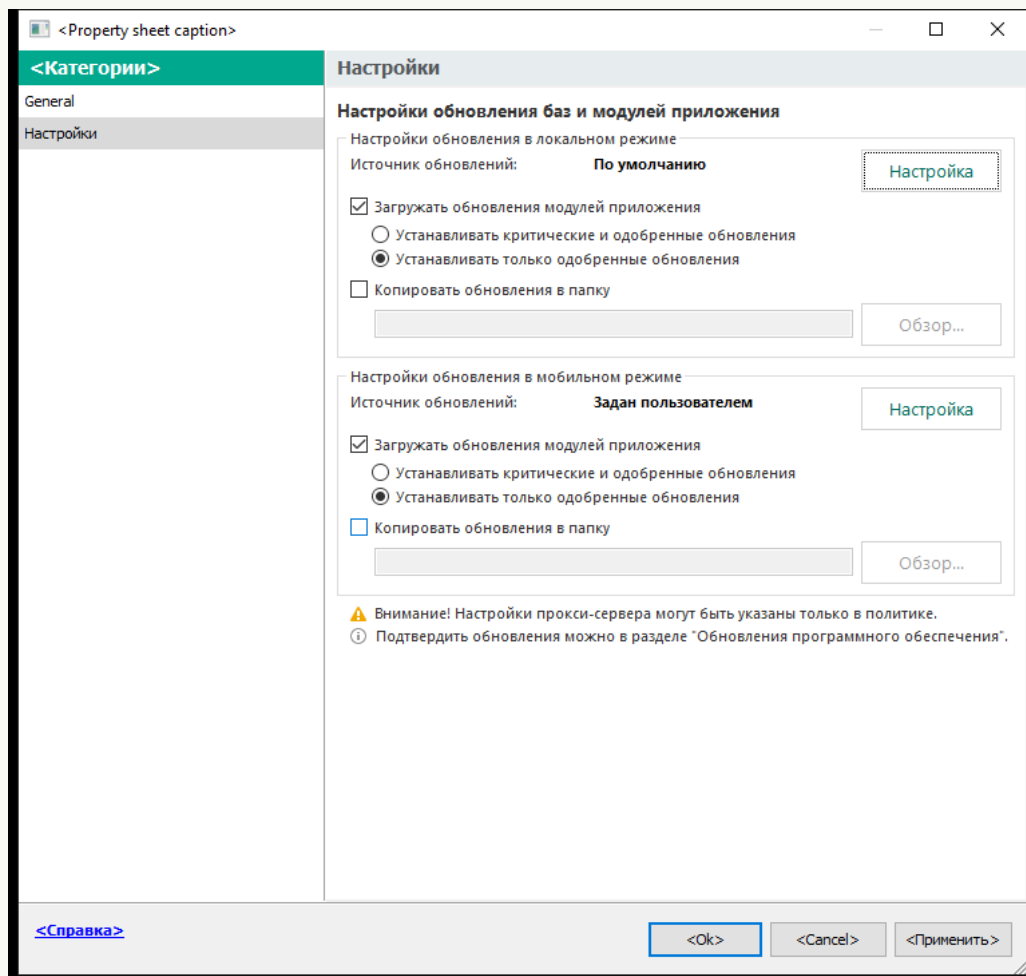 <Property sheet caption>
<Категории>
General
Настройки
Настройки
Настройки обновления баз и модулей приложения
Настройки обновления в локальном режиме
Источник обновлений: По умолчанию Настройка
Загружать обновления модулей приложения
Устанавливать критические и одобренные обновления
Устанавливать только одобренные обновления
Копировать обновления в папку
Обзор...
Настройки обновления в мобильном режиме
Источник обновлений: Задан пользователем Настройка
Загружать обновления модулей приложения
Устанавливать критические и одобренные обновления
Устанавливать только одобренные обновления
Копировать обновления в папку
Обзор...
Внимание! Настройки прокси-сервера могут быть указаны только в политике.
Подтвердить обновления можно в разделе "Обновления программного обеспечения".
<Справка>
<Ok> <Cancel> <Применить>